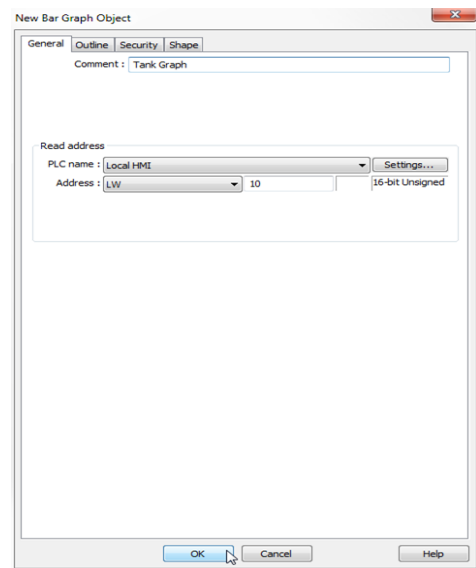 New Bar Graph Object
General Outline Security Shape
Comment : Tank Graph
Read address
PLC name : Local HMI Settings...
Address : LW 10 16-bit Unsigned
OK Cancel Help